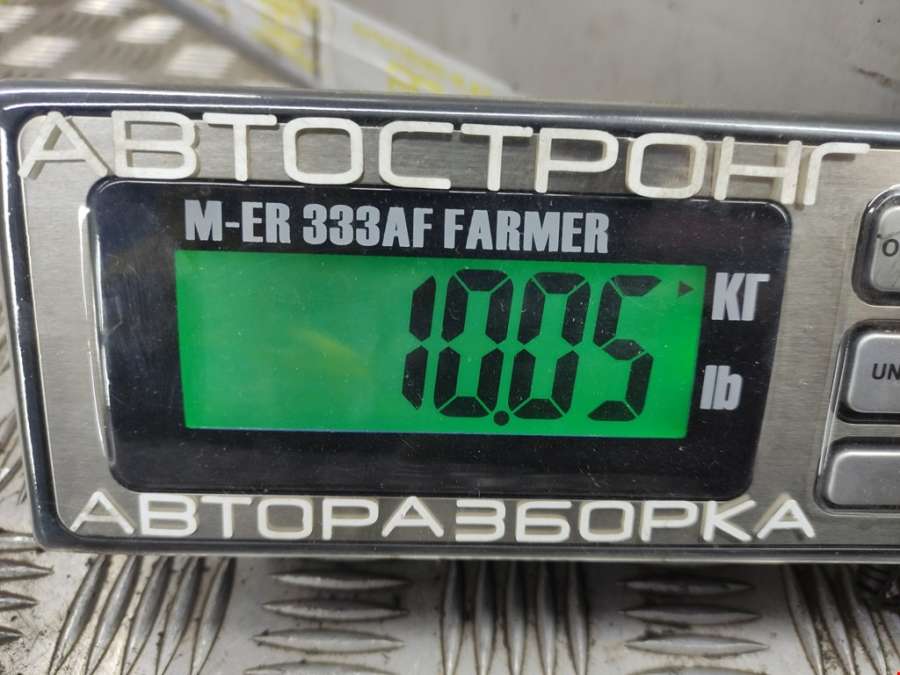 АВТОСТРОНГ
M-ER 333AF FARMER
10.05
КГ
lb
АВТОРАЗБОРКА